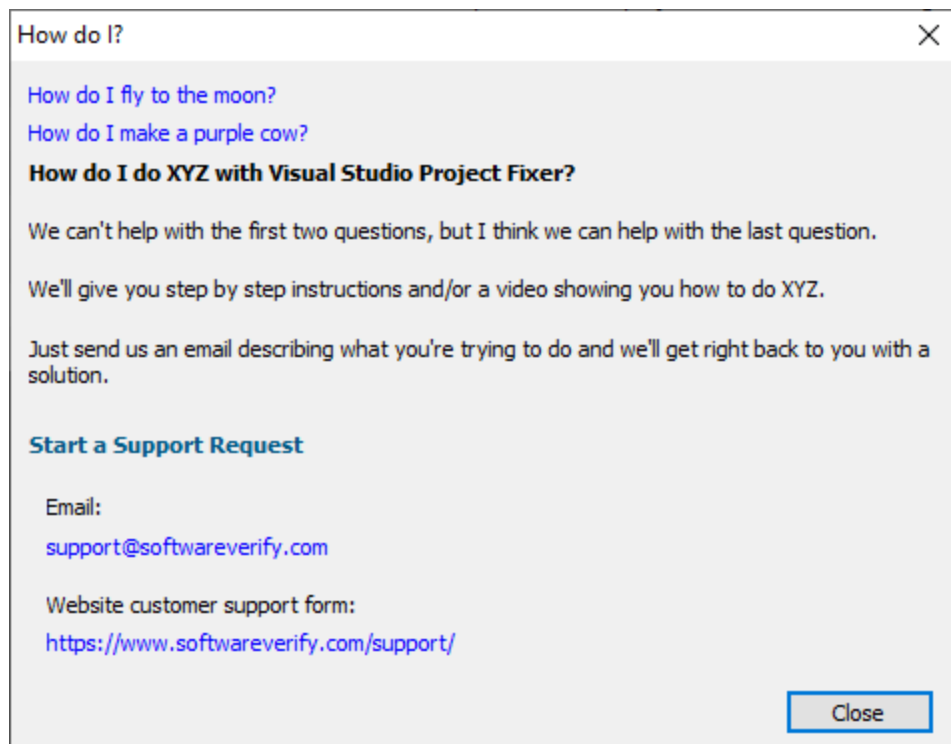 How do I?
How do I fly to the moon?
How do I make a purple cow?
How do I do XYZ with Visual Studio Project Fixer?
We can't help with the first two questions, but I think we can help with the last question.
We'll give you step by step instructions and/or a video showing you how to do XYZ.
Just send us an email describing what you're trying to do and we'll get right back to you with a
solution.
Start a Support Request
Email:
support@softwareverify.com
Website customer support form:
https://www.softwareverify.com/support/
Close